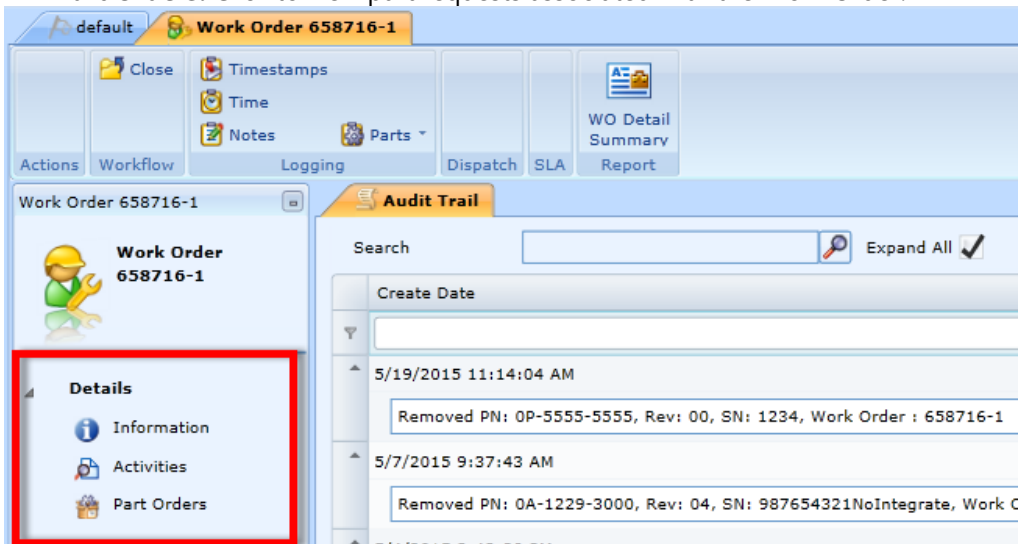 default
Work Order 658716-1
Close
Timestamps
Time
Notes
Parts
WO Detail
Summary
Actions
Workflow
Logging
Dispatch
SLA
Report
Work Order 658716-1
Work Order
658716-1
Details
Information
Activities
Part Orders
Audit Trail
Search
Expand All
Create Date
5/19/2015 11:14:04 AM
Removed PN: 0P-5555-5555, Rev: 00, SN: 1234, Work Order : 658716-1
5/7/2015 9:37:43 AM
Removed PN: 0A-1229-3000, Rev: 04, SN: 987654321NoIntegrate, Work